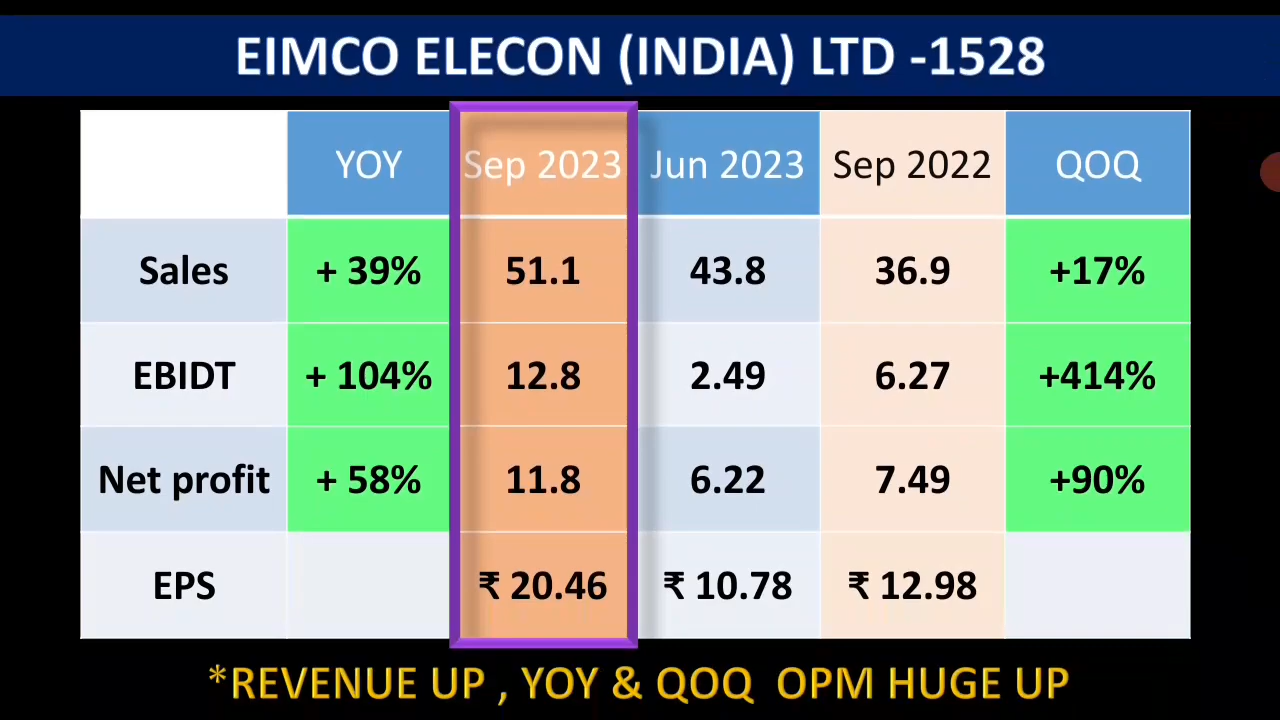 EIMCO ELECON (INDIA) LTD -1528
YOY Sep 2023 Jun 2023 Sep 2022 QOQ
Sales + 39% 51.1 43.8 36.9 +17%
EBIDT + 104% 12.8 2.49 6.27 +414%
Net profit + 58% 11.8 6.22 7.49 +90%
EPS ₹ 20.46 ₹ 10.78 ₹ 12.98
*REVENUE UP , YOY & QOQ OPM HUGE UP